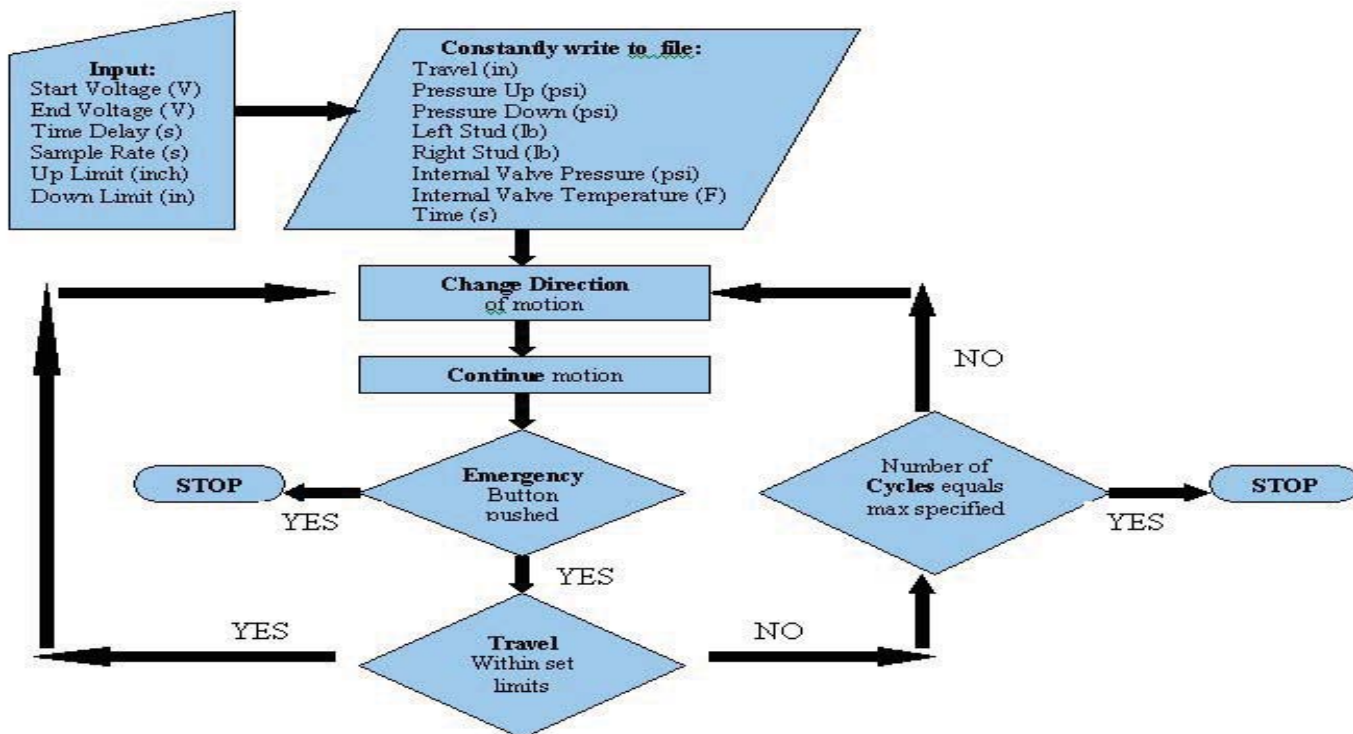 Input:
Start Voltage (V)
End Voltage (V)
Time Delay (s)
Sample Rate (s)
Up Limit (inch)
Down Limit (in)
Constantly write to file:
Travel (in)
Pressure Up (psi)
Pressure Down (psi)
Left Stud (lb)
Right Stud (lb)
Internal Valve Pressure (psi)
Internal Valve Temperature (F)
Time (s)
Change Direction
of motion
Continue motion
NO
Emergency
Button
pushed
STOP
YES
Number of
Cycles equals
max specified
STOP
YES
YES
YES
Travel
Within set
limits
NO